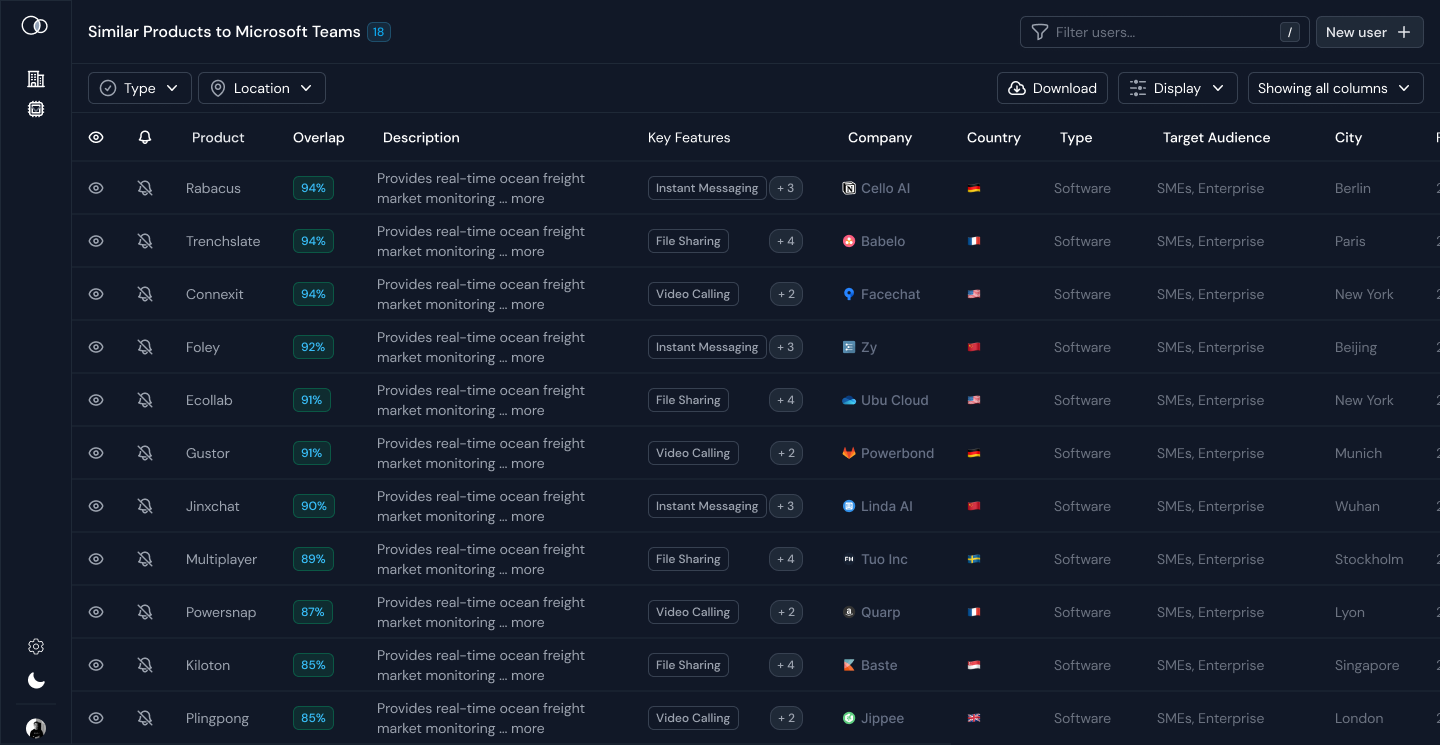 Similar Products to Microsoft Teams 18 Filter users... / New user
Type Location Download Display Showing all columns
Product Overlap Description Key Features Company Country Type Target Audience City
Rabacus 94% Provides real-time ocean freight market monitoring ... more Instant Messaging + 3 Cello AI Software SMEs, Enterprise Berlin
Trenchslate 94% Provides real-time ocean freight market monitoring ... more File Sharing + 4 Babelo Software SMEs, Enterprise Paris
Connexit 94% Provides real-time ocean freight market monitoring ... more Video Calling + 2 Facechat Software SMEs, Enterprise New York
Foley 92% Provides real-time ocean freight market monitoring ... more Instant Messaging + 3 Zy Software SMEs, Enterprise Beijing
Ecollab 91% Provides real-time ocean freight market monitoring ... more File Sharing + 4 Ubu Cloud Software SMEs, Enterprise New York
Gustor 91% Provides real-time ocean freight market monitoring ... more Video Calling + 2 Powerbond Software SMEs, Enterprise Munich
Jinxchat 90% Provides real-time ocean freight market monitoring ... more Instant Messaging + 3 Linda AI Software SMEs, Enterprise Wuhan
Multiplayer 89% Provides real-time ocean freight market monitoring ... more File Sharing + 4 Tuo Inc Software SMEs, Enterprise Stockholm
Powersnap 87% Provides real-time ocean freight market monitoring ... more Video Calling + 2 Quarp Software SMEs, Enterprise Lyon
Kiloton 85% Provides real-time ocean freight market monitoring ... more File Sharing + 4 Baste Software SMEs, Enterprise Singapore
Plingpong 85% Provides real-time ocean freight market monitoring ... more Video Calling + 2 Jippee Software SMEs, Enterprise London